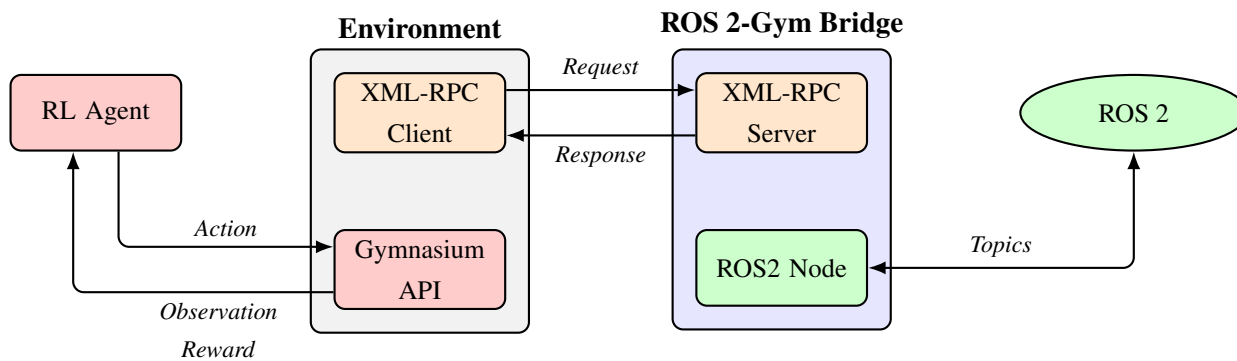 Environment
ROS 2-Gym Bridge
RL Agent
XML-RPC
Client
Request
Response
XML-RPC
Server
ROS 2
Action
Observation
Reward
Gymnasium
API
ROS2 Node
Topics